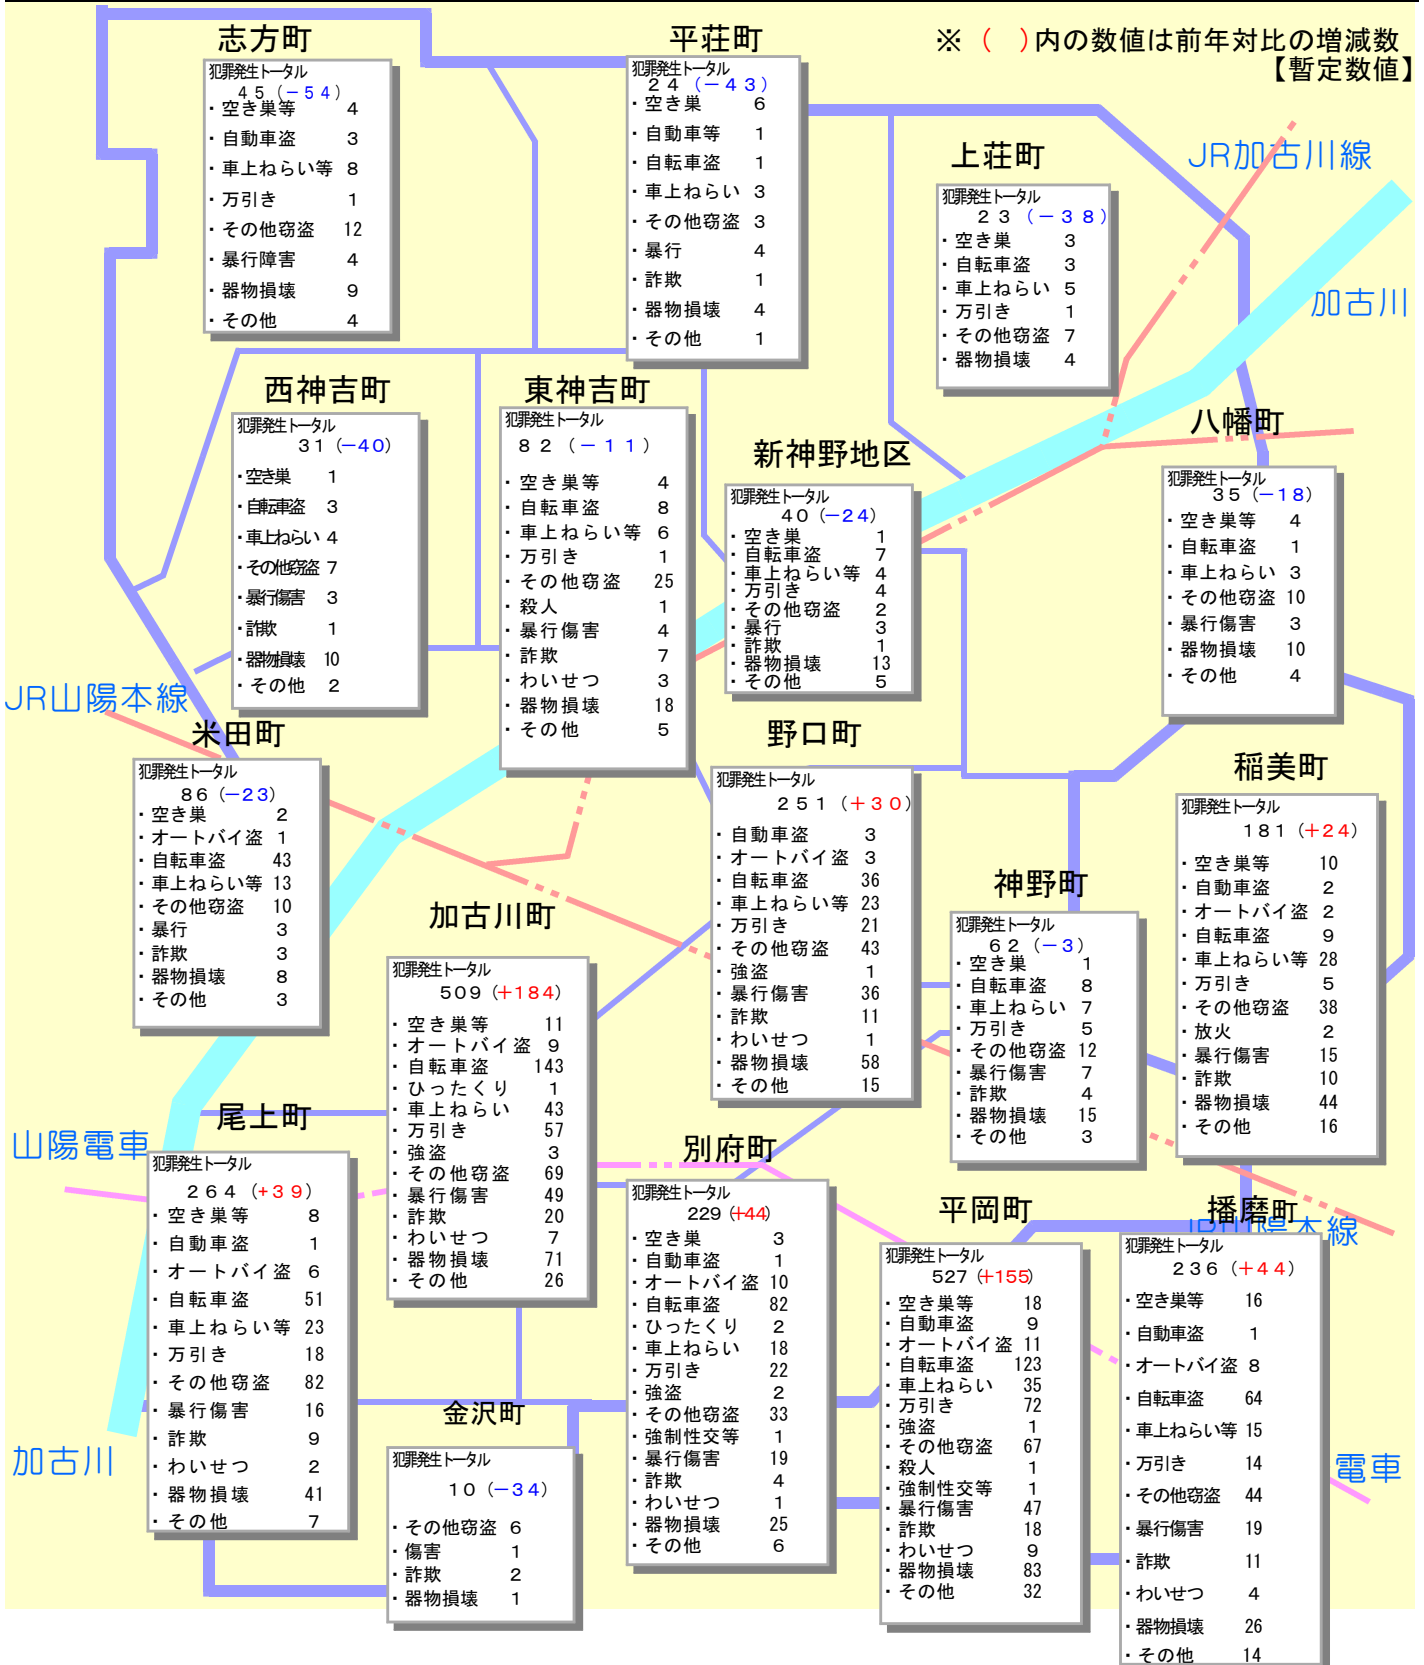 ※（　）内の数値は前年対比の増減数
【暫定数値】
志方町
犯罪発生トータル
４５（－５４）
・空き巣等　4
・自動車盗　3
・車上ねらい等　8
・万引き　1
・その他窃盗　12
・暴行障害　4
・器物損壊　9
・その他　4
平荘町
犯罪発生トータル
２４（－４３）
・空き巣　6
・自動車等　1
・自転車盗　1
・車上ねらい　3
・その他窃盗　3
・暴行　4
・詐欺　1
・器物損壊　4
・その他　1
上荘町
犯罪発生トータル
２３（－３８）
・空き巣　3
・自転車盗　3
・車上ねらい　5
・万引き　1
・その他窃盗　7
・器物損壊　4
JR加古川線
加古川
西神吉町
犯罪発生トータル
31（－40）
・空き巣　1
・自転車盗　3
・車上ねらい　4
・その他窃盗　7
・暴行傷害　3
・詐欺　1
・器物損壊　10
・その他　2
東神吉町
犯罪発生トータル
８２（－１１）
・空き巣等　4
・自転車盗　8
・車上ねらい等　6
・万引き　1
・その他窃盗　25
・殺人　1
・暴行傷害　4
・詐欺　7
・わいせつ　3
・器物損壊　18
・その他　5
新神野地区
犯罪発生トータル
40（－24）
・空き巣　1
・自転車盗　7
・車上ねらい等　4
・万引き　4
・その他窃盗　2
・暴行　3
・詐欺　1
・器物損壊　13
・その他　5
八幡町
犯罪発生トータル
35（－18）
・空き巣等　4
・自転車盗　1
・車上ねらい　3
・その他窃盗　10
・暴行傷害　3
・器物損壊　10
・その他　4
JR山陽本線
米田町
犯罪発生トータル
86（－23）
・空き巣　2
・オートバイ盗　1
・自転車盗　43
・車上ねらい等　13
・その他窃盗　10
・暴行　3
・詐欺　3
・器物損壊　8
・その他　3
野口町
犯罪発生トータル
251（＋30）
・自動車盗　3
・オートバイ盗　3
・自転車盗　36
・車上ねらい等　23
・万引き　21
・その他窃盗　43
・強盗　1
・暴行傷害　36
・詐欺　11
・わいせつ　1
・器物損壊　58
・その他　15
稲美町
犯罪発生トータル
181（＋24）
・空き巣等　10
・自動車盗　2
・オートバイ盗　2
・自転車盗　9
・車上ねらい等　28
・万引き　5
・その他窃盗　38
・放火　2
・暴行傷害　15
・詐欺　10
・器物損壊　44
・その他　16
神野町
犯罪発生トータル
62（－3）
・空き巣　1
・自転車盗　8
・車上ねらい　7
・万引き　5
・その他窃盗　12
・暴行傷害　7
・詐欺　4
・器物損壊　15
・その他　3
加古川町
犯罪発生トータル
509（＋184）
・空き巣等　11
・オートバイ盗　9
・自転車盗　143
・ひったくり　1
・車上ねらい　43
・万引き　57
・強盗　3
・その他窃盗　69
・暴行傷害　49
・詐欺　20
・わいせつ　7
・器物損壊　71
・その他　26
山陽電車
尾上町
犯罪発生トータル
264（+39）
・空き巣等　8
・自動車盗　1
・オートバイ盗　6
・自転車盗　51
・車上ねらい等　23
・万引き　18
・その他窃盗　82
・暴行傷害　16
・詐欺　9
・わいせつ　2
・器物損壊　41
・その他　7
加古川
別府町
犯罪発生トータル
229（＋44）
・空き巣　3
・自動車盗　1
・オートバイ盗　10
・自転車盗　82
・ひったくり　2
・車上ねらい　18
・万引き　22
・強盗　2
・その他窃盗　33
・強制性交等　1
・暴行傷害　19
・詐欺　4
・わいせつ　1
・器物損壊　25
・その他　6
平岡町
犯罪発生トータル
527（＋155）
・空き巣等　18
・自動車盗　9
・オートバイ盗　11
・自転車盗　123
・車上ねらい　35
・万引き　72
・強盗　1
・その他窃盗　67
・殺人　1
・強制性交等　1
・暴行傷害　47
・詐欺　18
・わいせつ　9
・器物損壊　83
・その他　32
JR山陽本線
播磨町
犯罪発生トータル
236（＋44）
・空き巣等　16
・自動車盗　1
・オートバイ盗　8
・自転車盗　64
・車上ねらい等　15
・万引き　14
・その他窃盗　44
・暴行傷害　19
・詐欺　11
・わいせつ　4
・器物損壊　26
・その他　14
電車
金沢町
犯罪発生トータル
10（－34）
・その他窃盗　6
・傷害　1
・詐欺　2
・器物損壊　1